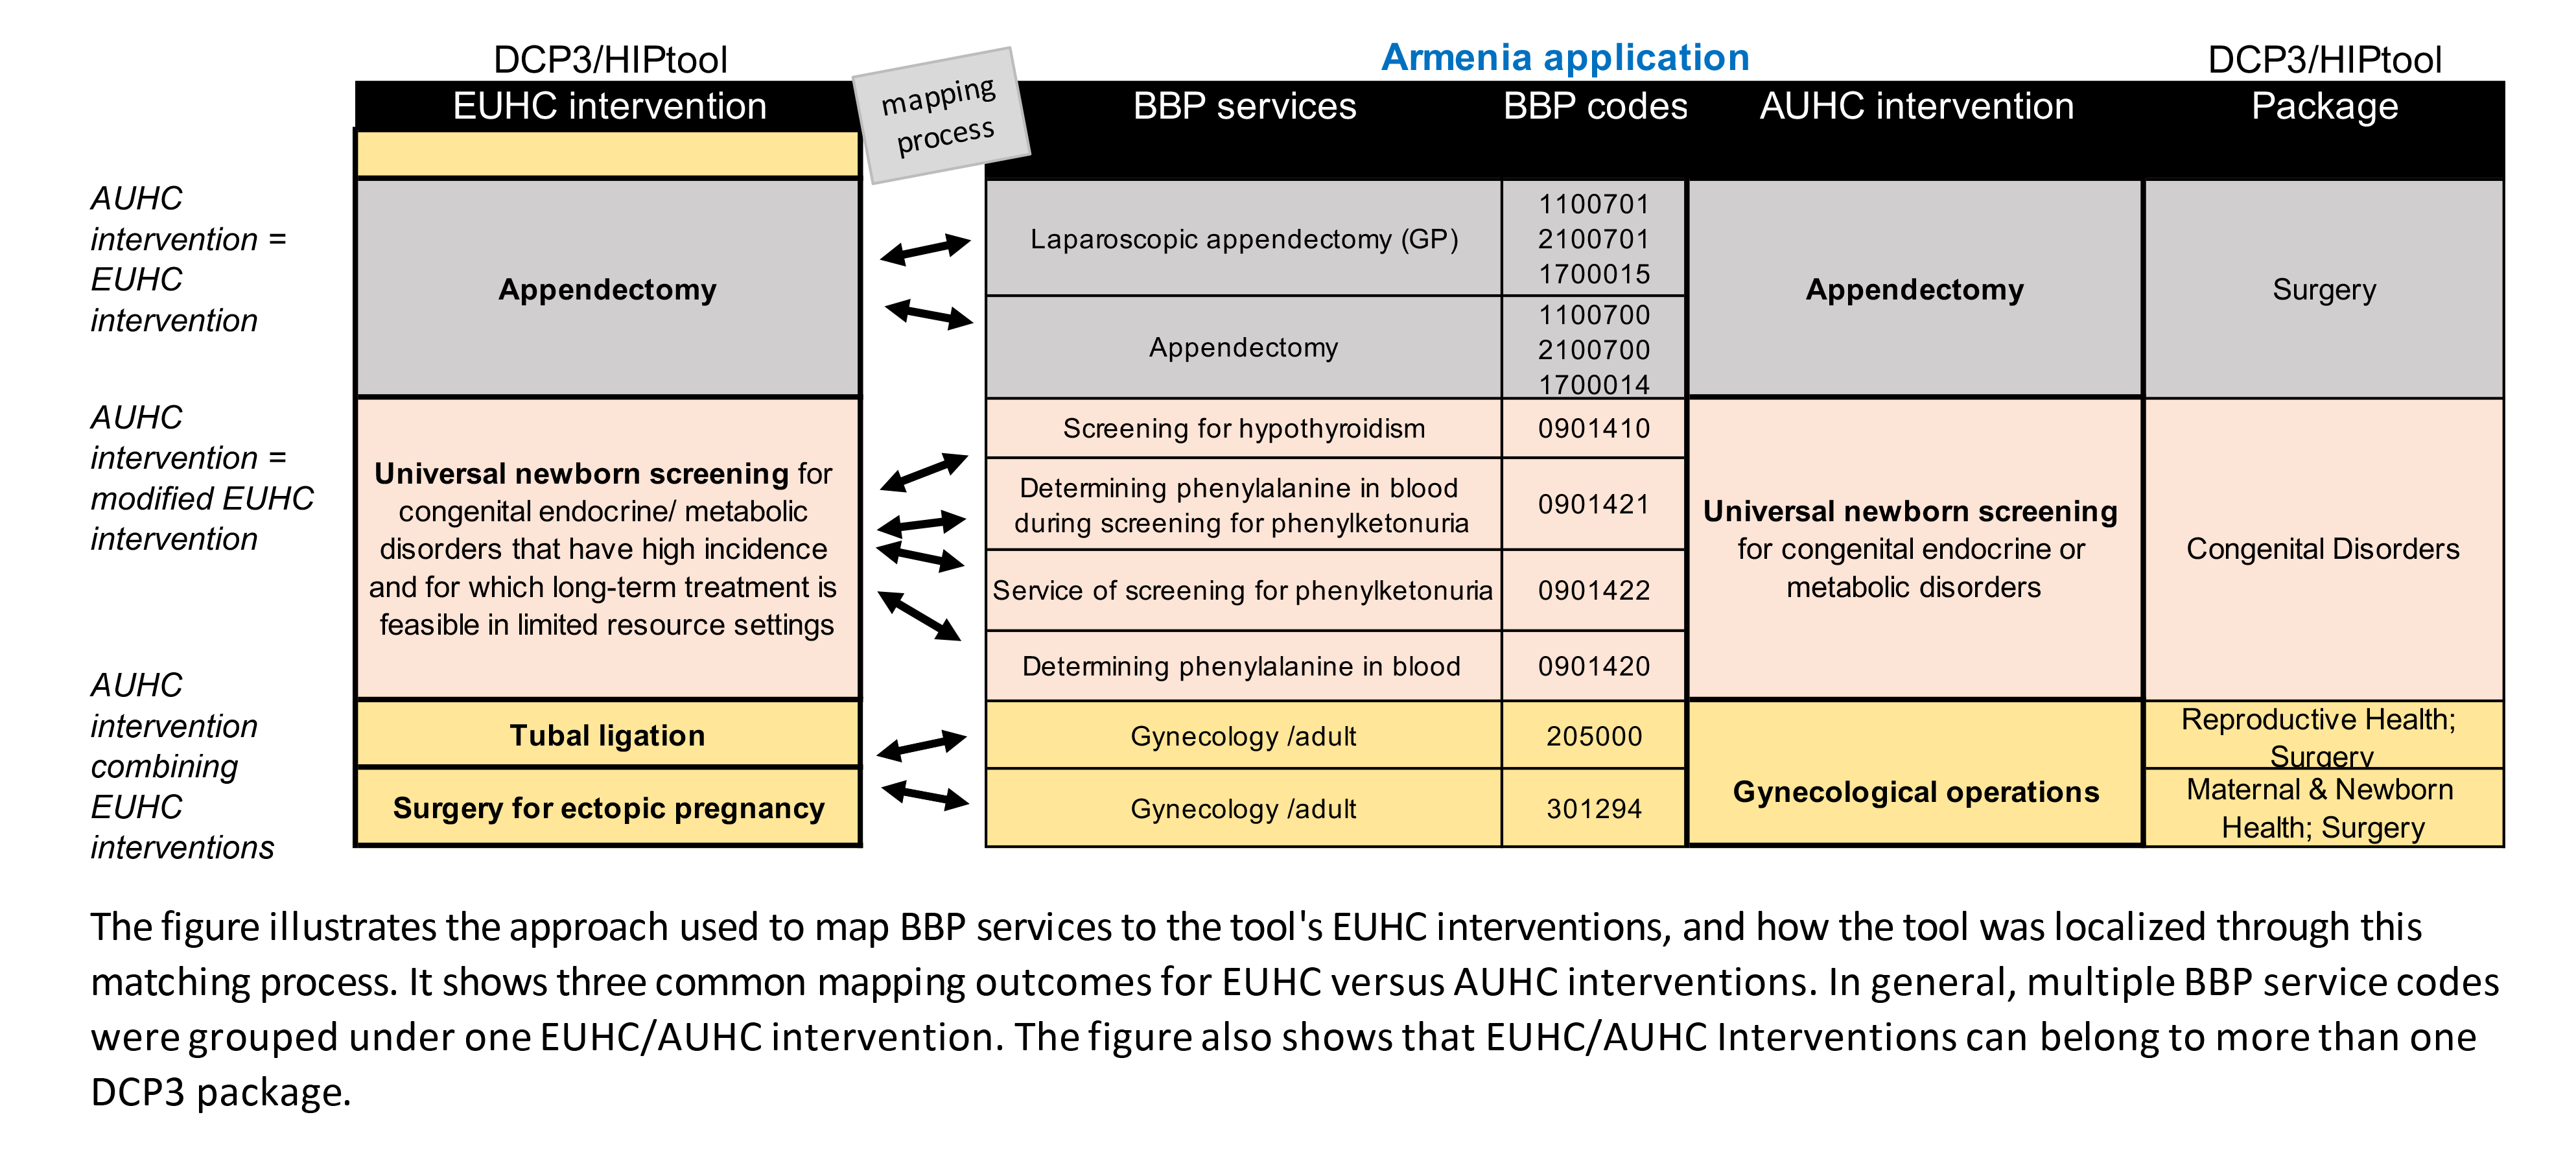 DCP3/HIPtool
Armenia application
DCP3/HIPtool
EUHC intervention
mapping
process
BBP services
BBP codes
AUHC intervention
Package
AUHC
intervention =
EUHC
intervention
Appendectomy
Laparoscopic appendectomy (GP)
1100701
2100701
1700015
Appendectomy
1100700
2100700
1700014
Appendectomy
Surgery
AUHC
intervention =
modified EUHC
intervention
Universal newborn screening for
congenital endocrine/ metabolic
disorders that have high incidence
and for which long-term treatment is
feasible in limited resource settings
Screening for hypothyroidism
0901410
Determining phenylalanine in blood
during screening for phenylketonuria
0901421
Service of screening for phenylketonuria
0901422
Determining phenylalanine in blood
0901420
Universal newborn screening
for congenital endocrine or
metabolic disorders
Congenital Disorders
AUHC
intervention
combining
EUHC
interventions
Tubal ligation
Gynecology /adult
205000
Surgery for ectopic pregnancy
Gynecology /adult
301294
Gynecological operations
Reproductive Health;
Surgery
Maternal & Newborn
Health; Surgery
The figure illustrates the approach used to map BBP services to the tool's EUHC interventions, and how the tool was localized through this
matching process. It shows three common mapping outcomes for EUHC versus AUHC interventions. In general, multiple BBP service codes
were grouped under one EUHC/AUHC intervention. The figure also shows that EUHC/AUHC Interventions can belong to more than one
DCP3 package.